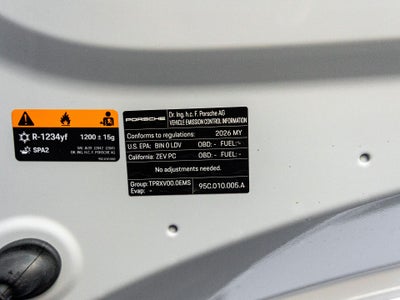 R-1234yf 1200 ± 15g
SPA2
PORSCHE Dr. Ing. h.c. F. Porsche AG
VEHICLE EMISSION CONTROL INFORMATION
Conforms to regulations: 2026 MY
U.S. EPA: BIN 0 LDV OBD: - FUEL: -
California: ZEV PC OBD: - FUEL: -
No adjustments needed.
Group: TPRXV00.0EMS
Evap: -
95C.010.005.A